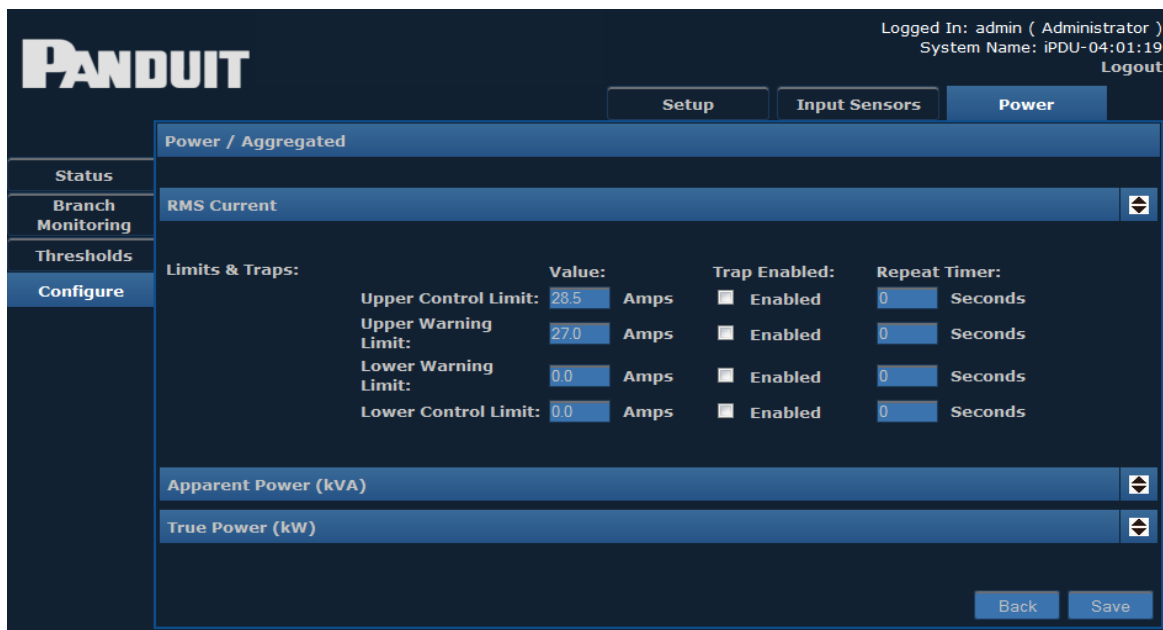 Logged In: admin ( Administrator )
PANDUIT
System Name: iPDU-04:01:19
Logout
Setup Input Sensors Power
Power / Aggregated
Status
Branch
Monitoring
RMS Current
Thresholds
Configure
Limits & Traps: Value: Trap Enabled: Repeat Timer:
Upper Control Limit: 28.5 Amps Enabled 0 Seconds
Upper Warning
Limit: 27.0 Amps Enabled 0 Seconds
Lower Warning
Limit: 0.0 Amps Enabled 0 Seconds
Lower Control Limit: 0.0 Amps Enabled 0 Seconds
Apparent Power (kVA)
True Power (kW)
Back Save